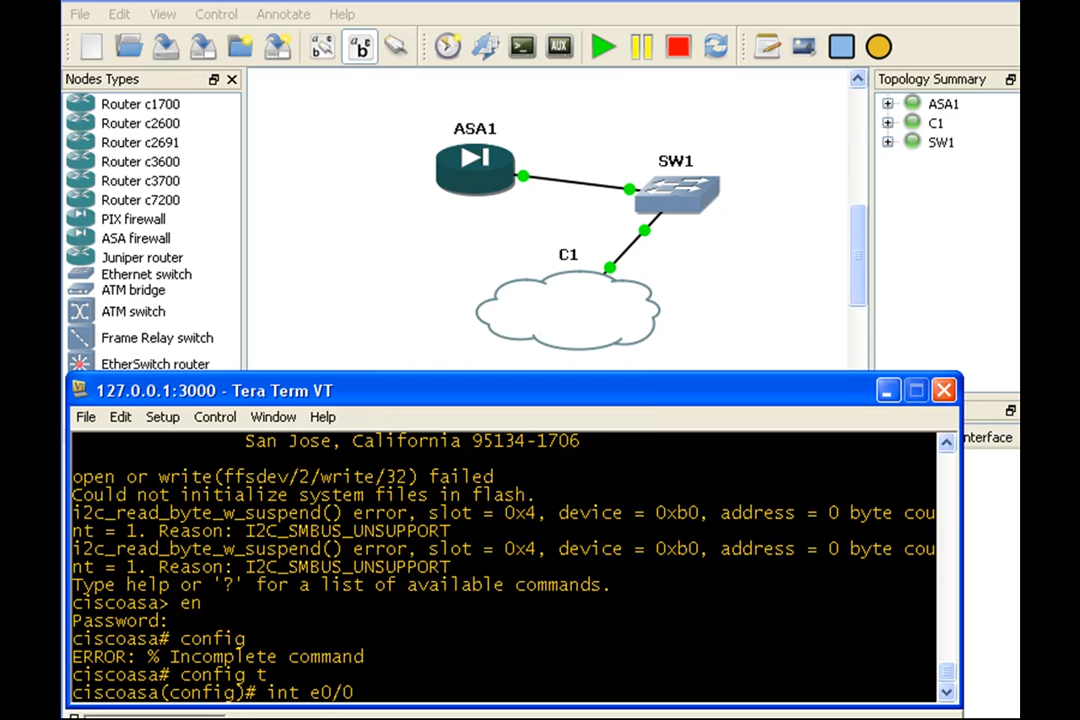 File Edit View Control Annotate Help
Nodes Types
Router c1700
Router c2600
Router c2691
Router c3600
Router c3700
Router c7200
PIX firewall
ASA firewall
Juniper router
Ethernet switch
ATM bridge
ATM switch
Frame Relay switch
EtherSwitch router
ASA1
SW1
C1
Topology Summary
ASA1
C1
SW1
nterface
127.0.0.1:3000 - Tera Term VT
File Edit Setup Control Window Help
San Jose, California 95134-1706
open or write(ffsdev/2/write/32) failed
Could not initialize system files in flash.
i2c_read_byte_w_suspend() error, slot = 0x4, device = 0xb0, address = 0 byte cou
nt = 1. Reason: I2C_SMBUS_UNSUPPORT
i2c_read_byte_w_suspend() error, slot = 0x4, device = 0xb0, address = 0 byte cou
nt = 1. Reason: I2C_SMBUS_UNSUPPORT
Type help or '?' for a list of available commands.
ciscoasa> en
Password:
ciscoasa# config
ERROR: % Incomplete command
ciscoasa# config t
ciscoasa(config)# int e0/0